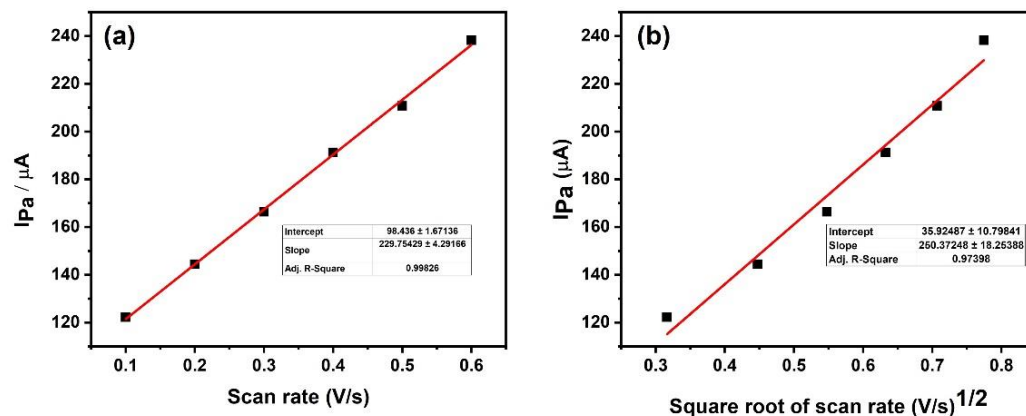 (a)
240
220
200
180
160
140
120
IPa / μA
Intercept 98.436 ± 1.67136
Slope 229.75429 ± 4.29166
Adj. R-Square 0.99826
0.1 0.2 0.3 0.4 0.5 0.6
Scan rate (V/s)
(b)
240
220
200
180
160
140
120
IPa (μA)
Intercept 35.92487 ± 10.79841
Slope 250.37248 ± 18.25388
Adj. R-Square 0.97398
0.3 0.4 0.5 0.6 0.7 0.8
Square root of scan rate (V/s)1/2